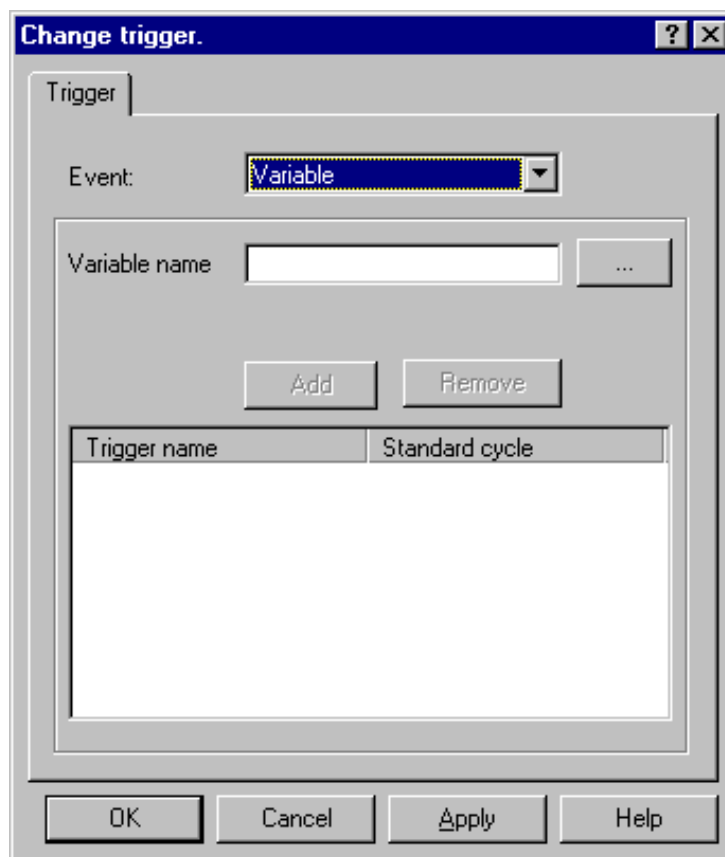 Change trigger.
Trigger
Event: Variable
Variable name ...
Add Remove
Trigger name Standard cycle
OK Cancel Apply Help